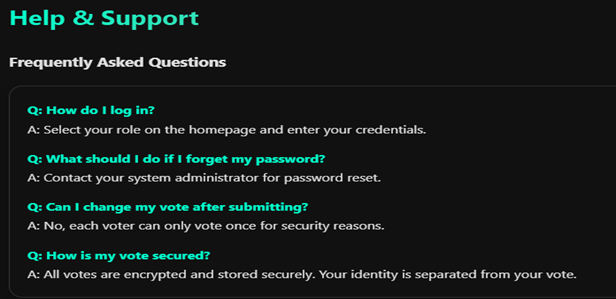 Help & Support
Frequently Asked Questions
Q: How do I log in?
A: Select your role on the homepage and enter your credentials.
Q: What should I do if I forget my password?
A: Contact your system administrator for password reset.
Q: Can I change my vote after submitting?
A: No, each voter can only vote once for security reasons.
Q: How is my vote secured?
A: All votes are encrypted and stored securely. Your identity is separated from your vote.